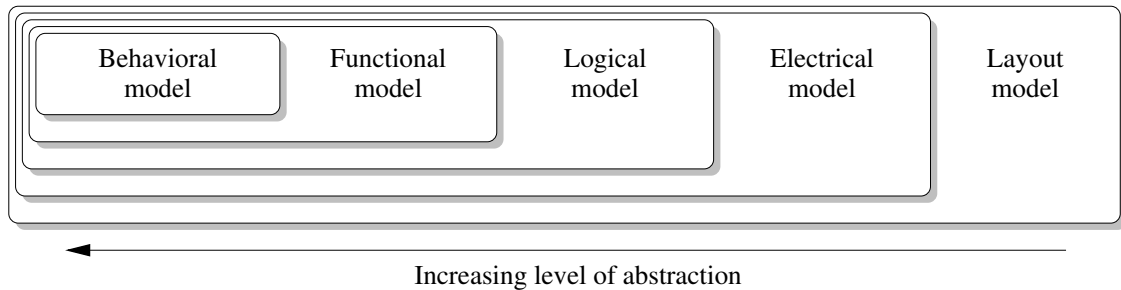 Behavioral
model
Functional
model
Logical
model
Electrical
model
Layout
model
Increasing level of abstraction